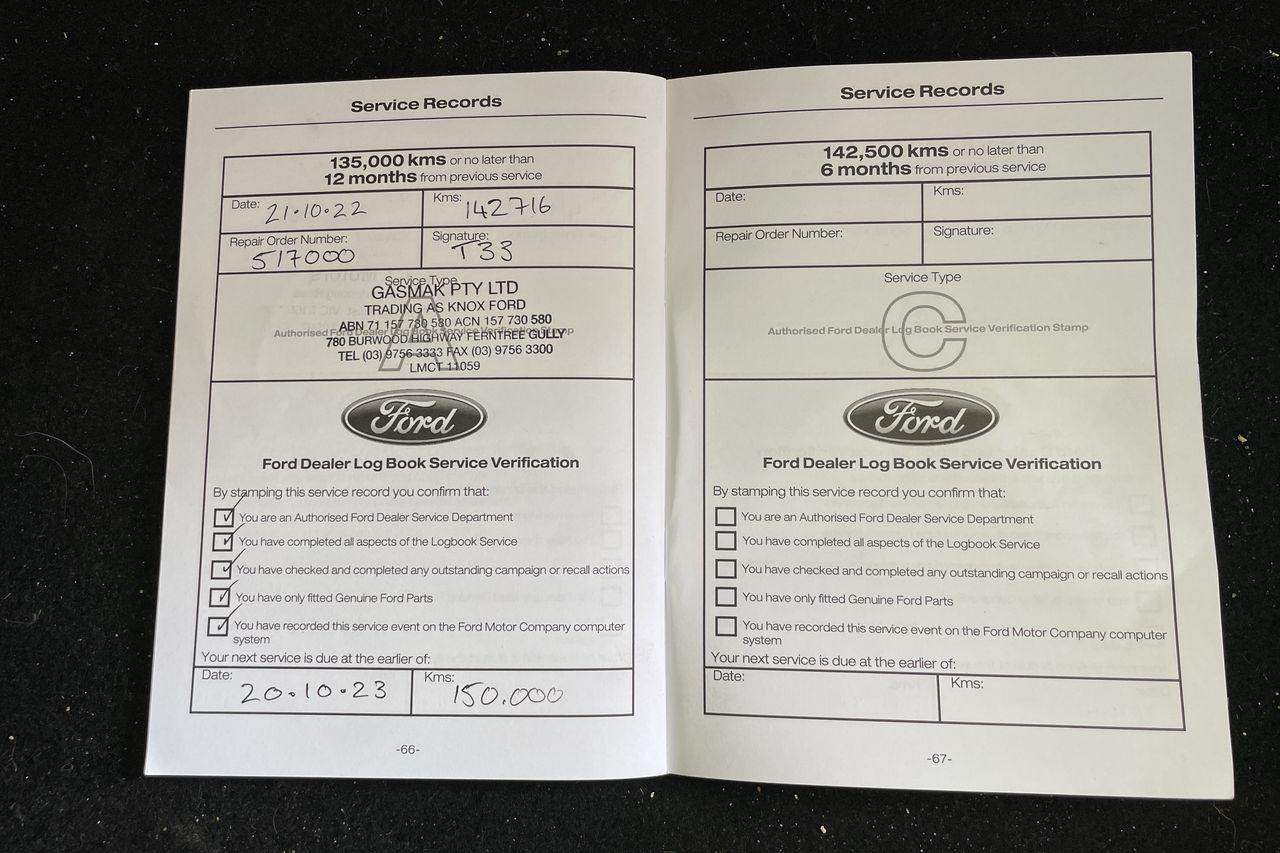 Service Records
135,000 kms or no later than
12 months from previous service
Date: 21.10.22
Kms: 142716
Repair Order Number: 517000
Signature: T33
Service Type
A
GASMAK PTY LTD
TRADING AS KNOX FORD
ABN 71 157 730 580 ACN 157 730 580
Authorised Ford Dealer Log Book Service Verification Stamp
780 BURWOOD HIGHWAY FERNTREE GULLY
TEL (03) 9756 3333 FAX (03) 9756 3300
LMCT 11059
Ford
Ford Dealer Log Book Service Verification
By stamping this service record you confirm that:
You are an Authorised Ford Dealer Service Department
You have completed all aspects of the Logbook Service
You have checked and completed any outstanding campaign or recall actions
You have only fitted Genuine Ford Parts
You have recorded this service event on the Ford Motor Company computer
system
Your next service is due at the earlier of:
Date: 20.10.23
Kms: 150.000
-66-
Service Records
142,500 kms or no later than
6 months from previous service
Date:
Kms:
Repair Order Number:
Signature:
Service Type
C
Authorised Ford Dealer Log Book Service Verification Stamp
Ford
Ford Dealer Log Book Service Verification
By stamping this service record you confirm that:
You are an Authorised Ford Dealer Service Department
You have completed all aspects of the Logbook Service
You have checked and completed any outstanding campaign or recall actions
You have only fitted Genuine Ford Parts
You have recorded this service event on the Ford Motor Company computer
system
Your next service is due at the earlier of:
Date:
Kms:
-67-